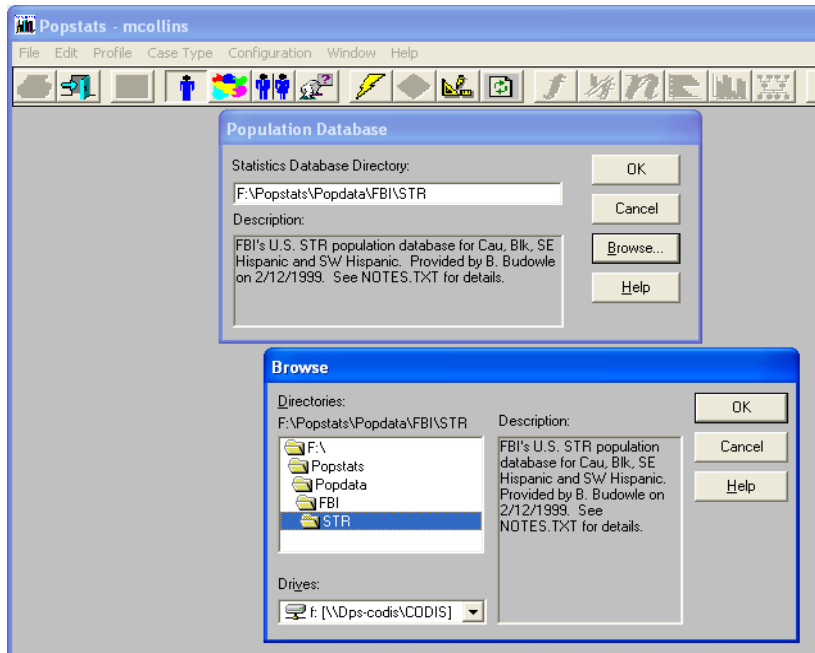 Popstats - mcollins
File Edit Profile Case Type Configuration Window Help
Population Database
Statistics Database Directory:
F:\Popstats\Popdata\FBI\STR
Description:
FBI's U.S. STR population database for Cau, Blk, SE
Hispanic and SW Hispanic. Provided by B. Budowle
on 2/12/1999. See NOTES.TXT for details.
OK
Cancel
Browse...
Help
Browse
Directories:
F:\Popstats\Popdata\FBI\STR
F:\
Popstats
Popdata
FBI
STR
Drives:
f: [\\Dps-codis\CODIS]
Description:
FBI's U.S. STR population
database for Cau, Blk, SE
Hispanic and SW Hispanic.
Provided by B. Budowle on
2/12/1999. See
NOTES.TXT for details.
OK
Cancel
Help